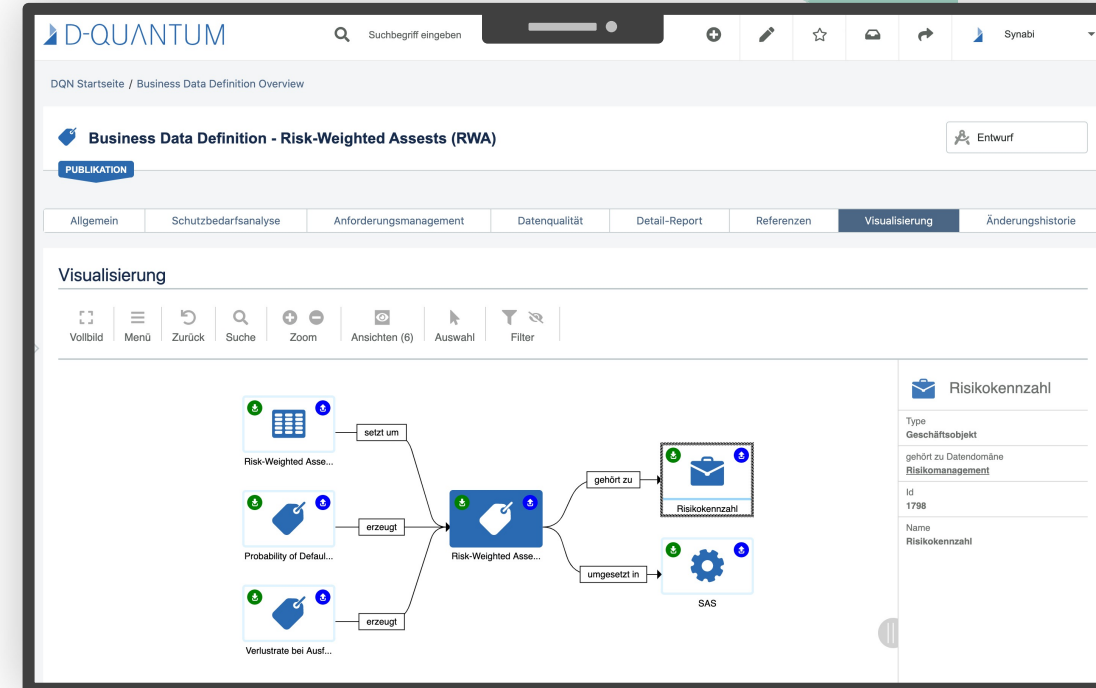 D-QUANTUM
Suchbegriff eingeben
Synabi
DQN Startseite / Business Data Definition Overview
Business Data Definition - Risk-Weighted Assests (RWA)
Entwurf
PUBLIKATION
Allgemein
Schutzbedarfsanalyse
Anforderungsmanagement
Datenqualität
Detail-Report
Referenzen
Visualisierung
Änderungshistorie
Visualisierung
Vollbild
Menü
Zurück
Suche
Zoom
Ansichten (6)
Auswahl
Filter
Risk-Weighted Asse...
setzt um
Probability of Defaul...
erzeugt
Verlustrate bei Ausf...
erzeugt
Risk-Weighted Asse...
gehört zu
Risikokennzahl
umgesetzt in
SAS
Risikokennzahl
Type
Geschäftsobjekt
gehört zu Datendomäne
Risikomanagement
Id
1798
Name
Risikokennzahl